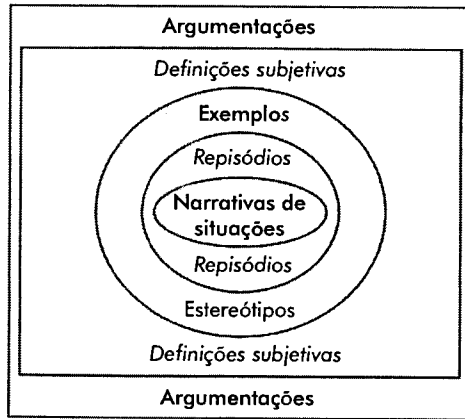 Argumentações
Definições subjetivas
Exemplos
Repisódios
Narrativas de
situações
Repisódios
Estereótipos
Definições subjetivas
Argumentações